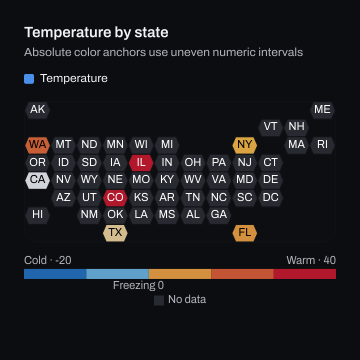 Temperature by state
Absolute color anchors use uneven numeric intervals
Temperature
AK ME
VT NH
WA MT ND MN WI MI NY MA RI
OR ID SD IA IL IN OH PA NJ CT
CA NV WY NE MO KY WV VA MD DE
AZ UT CO KS AR TN NC SC DC
HI NM OK LA MS AL GA
TX FL
Cold · -20 Warm · 40
Freezing 0
No data